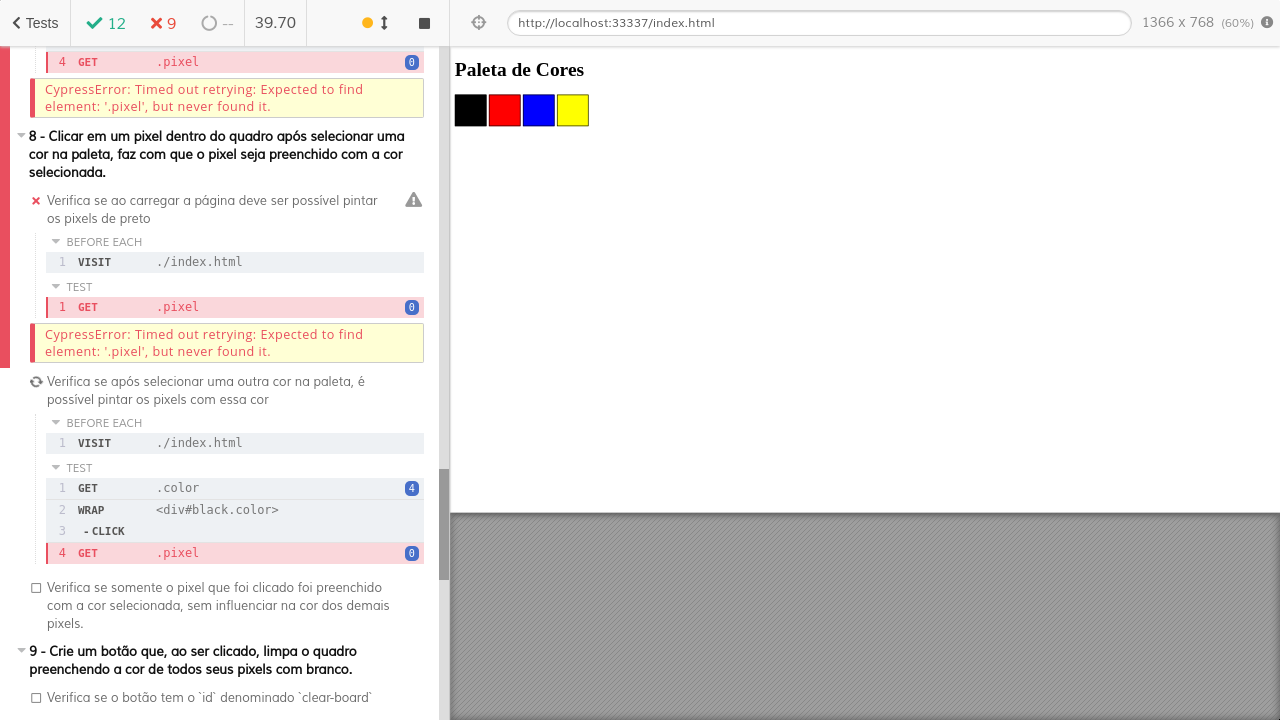 Tests 12 9 -- 39.70 http://localhost:33337/index.html 1366 x 768 (60%)
4 GET .pixel 0
CypressError: Timed out retrying: Expected to find
element: '.pixel', but never found it.
8 - Clicar em um pixel dentro do quadro após selecionar uma
cor na paleta, faz com que o pixel seja preenchido com a cor
selecionada.
Verifica se ao carregar a página deve ser possível pintar
os pixels de preto
BEFORE EACH
1 VISIT ./index.html
TEST
1 GET .pixel 0
CypressError: Timed out retrying: Expected to find
element: '.pixel', but never found it.
Verifica se após selecionar uma outra cor na paleta, é
possível pintar os pixels com essa cor
BEFORE EACH
1 VISIT ./index.html
TEST
1 GET .color 4
2 WRAP <div#black.color>
3 - CLICK
4 GET .pixel 0
Verifica se somente o pixel que foi clicado foi preenchido
com a cor selecionada, sem influenciar na cor dos demais
pixels.
9 - Crie um botão que, ao ser clicado, limpa o quadro
preenchendo a cor de todos seus pixels com branco.
Verifica se o botão tem o `id` denominado `clear-board`
Paleta de Cores